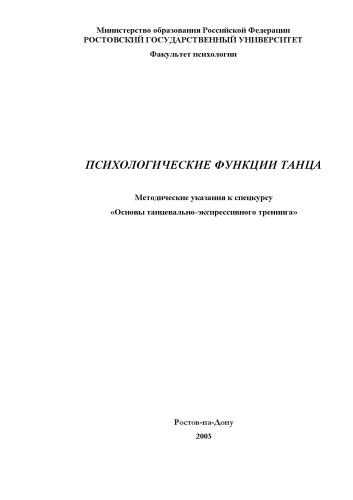 Министерство образования Российской Федерации
РОСТОВСКИЙ ГОСУДАРСТВЕННЫЙ УНИВЕРСИТЕТ
Факультет психологии
ПСИХОЛОГИЧЕСКИЕ ФУНКЦИИ ТАНЦА
Методические указания к спецкурсу
«Основы танцевально-экспрессивного тренинга»
Ростов-на-Дону
2003